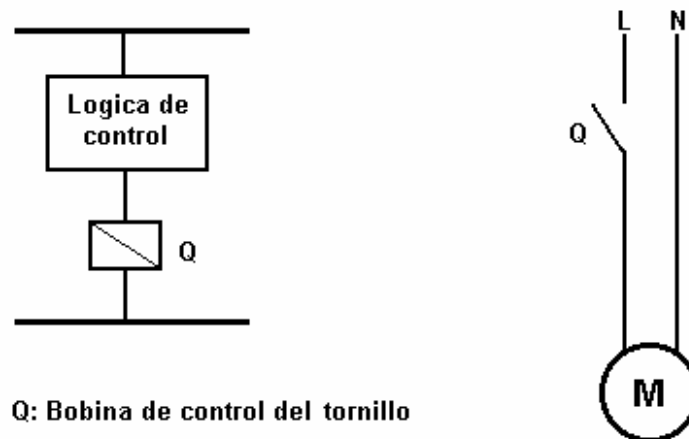 L N
Logica de
control
Q
Q
M
Q: Bobina de control del tornillo